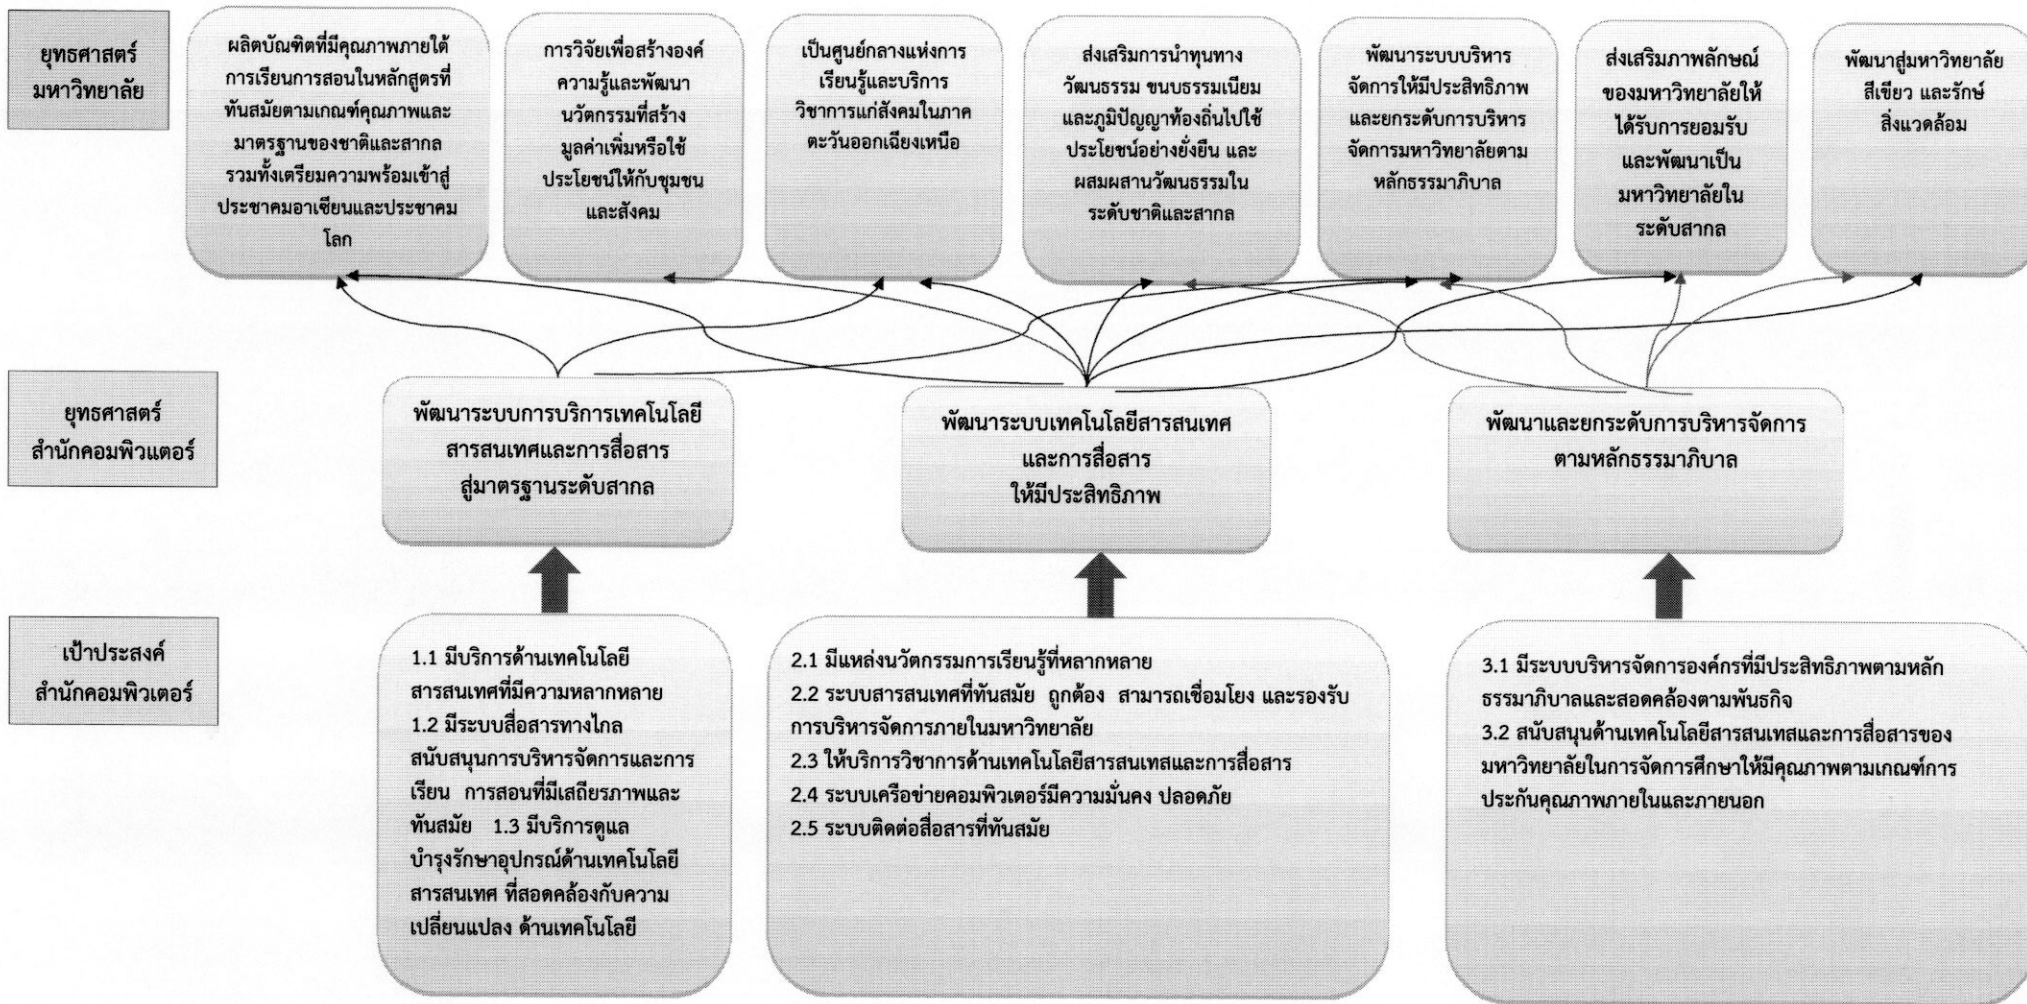 ยุทธศาสตร์
มหาวิทยาลัย
ผลิตบัณฑิตที่มีคุณภาพภายใต้
การเรียนการสอนในหลักสูตรที่
ทันสมัยตามเกณฑ์คุณภาพและ
มาตรฐานของชาติและสากล
รวมทั้งเตรียมความพร้อมเข้าสู่
ประชาคมอาเซียนและประชาคม
โลก
การวิจัยเพื่อสร้างองค์
ความรู้และพัฒนา
นวัตกรรมที่สร้าง
มูลค่าเพิ่มหรือใช้
ประโยชน์ให้กับชุมชน
และสังคม
เป็นศูนย์กลางแห่งการ
เรียนรู้และบริการ
วิชาการแก่สังคมในภาค
ตะวันออกเฉียงเหนือ
ส่งเสริมการนำทุนทาง
วัฒนธรรม ขนบธรรมเนียม
และภูมิปัญญาท้องถิ่นไปใช้
ประโยชน์อย่างยั่งยืน และ
ผสมผสานวัฒนธรรมใน
ระดับชาติและสากล
พัฒนาระบบบริหาร
จัดการให้มีประสิทธิภาพ
และยกระดับการบริหาร
จัดการมหาวิทยาลัยตาม
หลักธรรมาภิบาล
ส่งเสริมภาพลักษณ์
ของมหาวิทยาลัยให้
ได้รับการยอมรับ
และพัฒนาเป็น
มหาวิทยาลัยใน
ระดับสากล
พัฒนาสู่มหาวิทยาลัย
สีเขียว และรักษ์
สิ่งแวดล้อม
ยุทธศาสตร์
สำนักคอมพิวแตอร์
พัฒนาระบบการบริการเทคโนโลยี
สารสนเทศและการสื่อสาร
สู่มาตรฐานระดับสากล
พัฒนาระบบเทคโนโลยีสารสนเทศ
และการสื่อสาร
ให้มีประสิทธิภาพ
พัฒนาและยกระดับการบริหารจัดการ
ตามหลักธรรมาภิบาล
เป้าประสงค์
สำนักคอมพิวเตอร์
1.1 มีบริการด้านเทคโนโลยี
สารสนเทศที่มีความหลากหลาย
1.2 มีระบบสื่อสารทางไกล
สนับสนุนการบริหารจัดการและการ
เรียน การสอนที่มีเสถียรภาพและ
ทันสมัย 1.3 มีบริการดูแล
บำรุงรักษาอุปกรณ์ด้านเทคโนโลยี
สารสนเทศ ที่สอดคล้องกับความ
เปลี่ยนแปลง ด้านเทคโนโลยี
2.1 มีแหล่งนวัตกรรมการเรียนรู้ที่หลากหลาย
2.2 ระบบสารสนเทศที่ทันสมัย ถูกต้อง สามารถเชื่อมโยง และรองรับ
การบริหารจัดการภายในมหาวิทยาลัย
2.3 ให้บริการวิชาการด้านเทคโนโลยีสารสนเทสและการสื่อสาร
2.4 ระบบเครือข่ายคอมพิวเตอร์มีความมั่นคง ปลอดภัย
2.5 ระบบติดต่อสื่อสารที่ทันสมัย
3.1 มีระบบบริหารจัดการองค์กรที่มีประสิทธิภาพตามหลัก
ธรรมาภิบาลและสอดคล้องตามพันธกิจ
3.2 สนับสนุนด้านเทคโนโลยีสารสนเทสและการสื่อสารของ
มหาวิทยาลัยในการจัดการศึกษาให้มีคุณภาพตามเกณฑ์การ
ประกันคุณภาพภายในและภายนอก